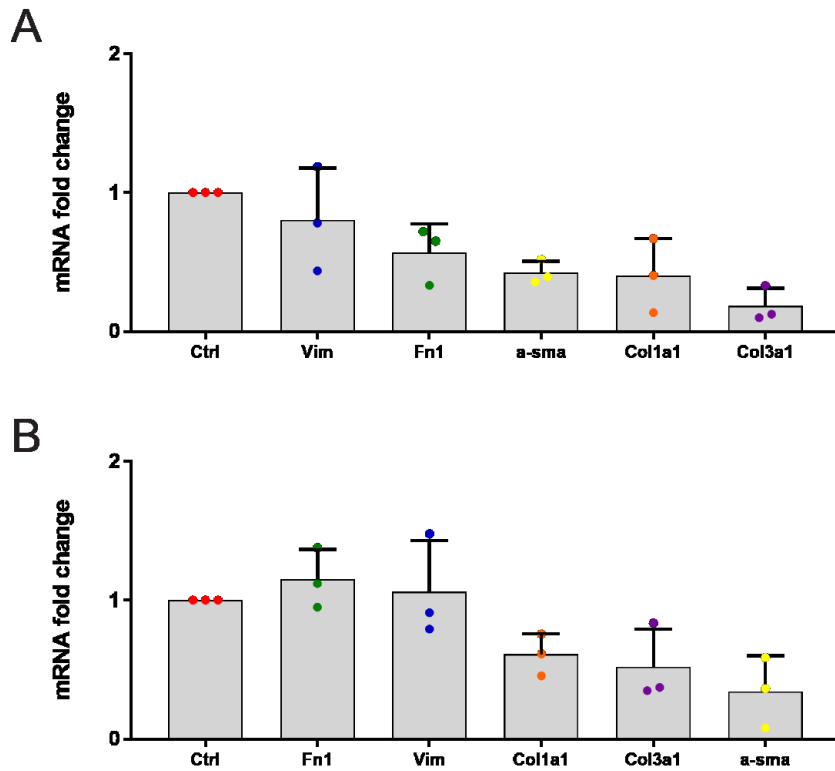 A
2
1
0
mRNA fold change
Ctrl Vim Fn1 a-sma Col1a1 Col3a1
B
2
1
0
mRNA fold change
Ctrl Fn1 Vim Col1a1 Col3a1 a-sma